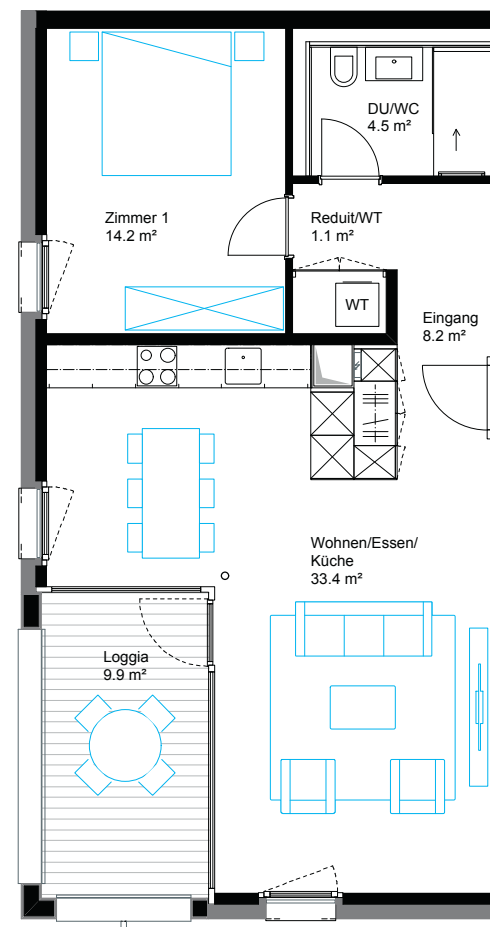 DU/WC
4.5 m²
Zimmer 1
14.2 m²
Reduit/WT
1.1 m²
WT
Eingang
8.2 m²
Wohnen/Essen/
Küche
33.4 m²
Loggia
9.9 m²